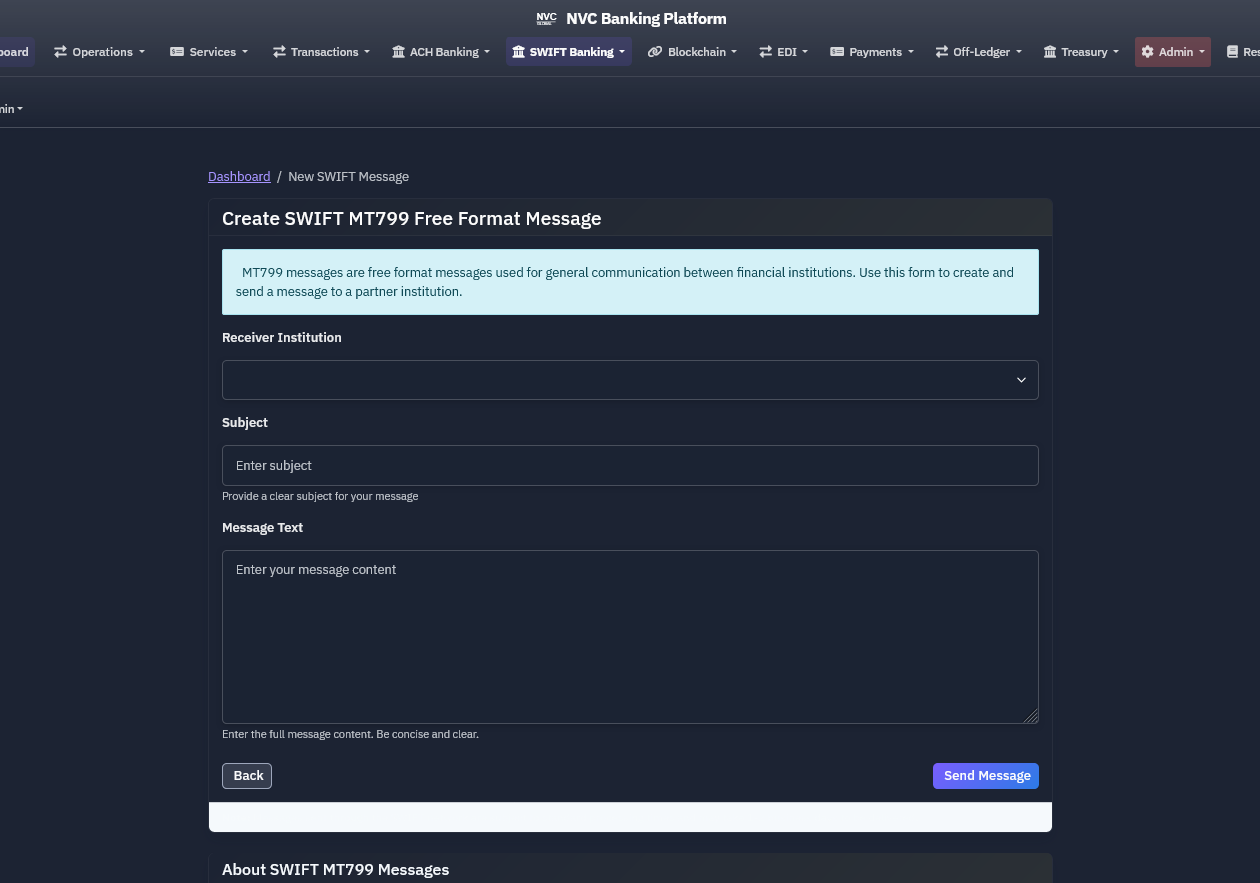 NVC NVC Banking Platform
GLOBAL
board Operations Services Transactions ACH Banking SWIFT Banking Blockchain EDI Payments Off-Ledger Treasury Admin Res
min
Dashboard / New SWIFT Message
Create SWIFT MT799 Free Format Message
MT799 messages are free format messages used for general communication between financial institutions. Use this form to create and
send a message to a partner institution.
Receiver Institution
Subject
Enter subject
Provide a clear subject for your message
Message Text
Enter your message content
Enter the full message content. Be concise and clear.
Back Send Message
About SWIFT MT799 Messages